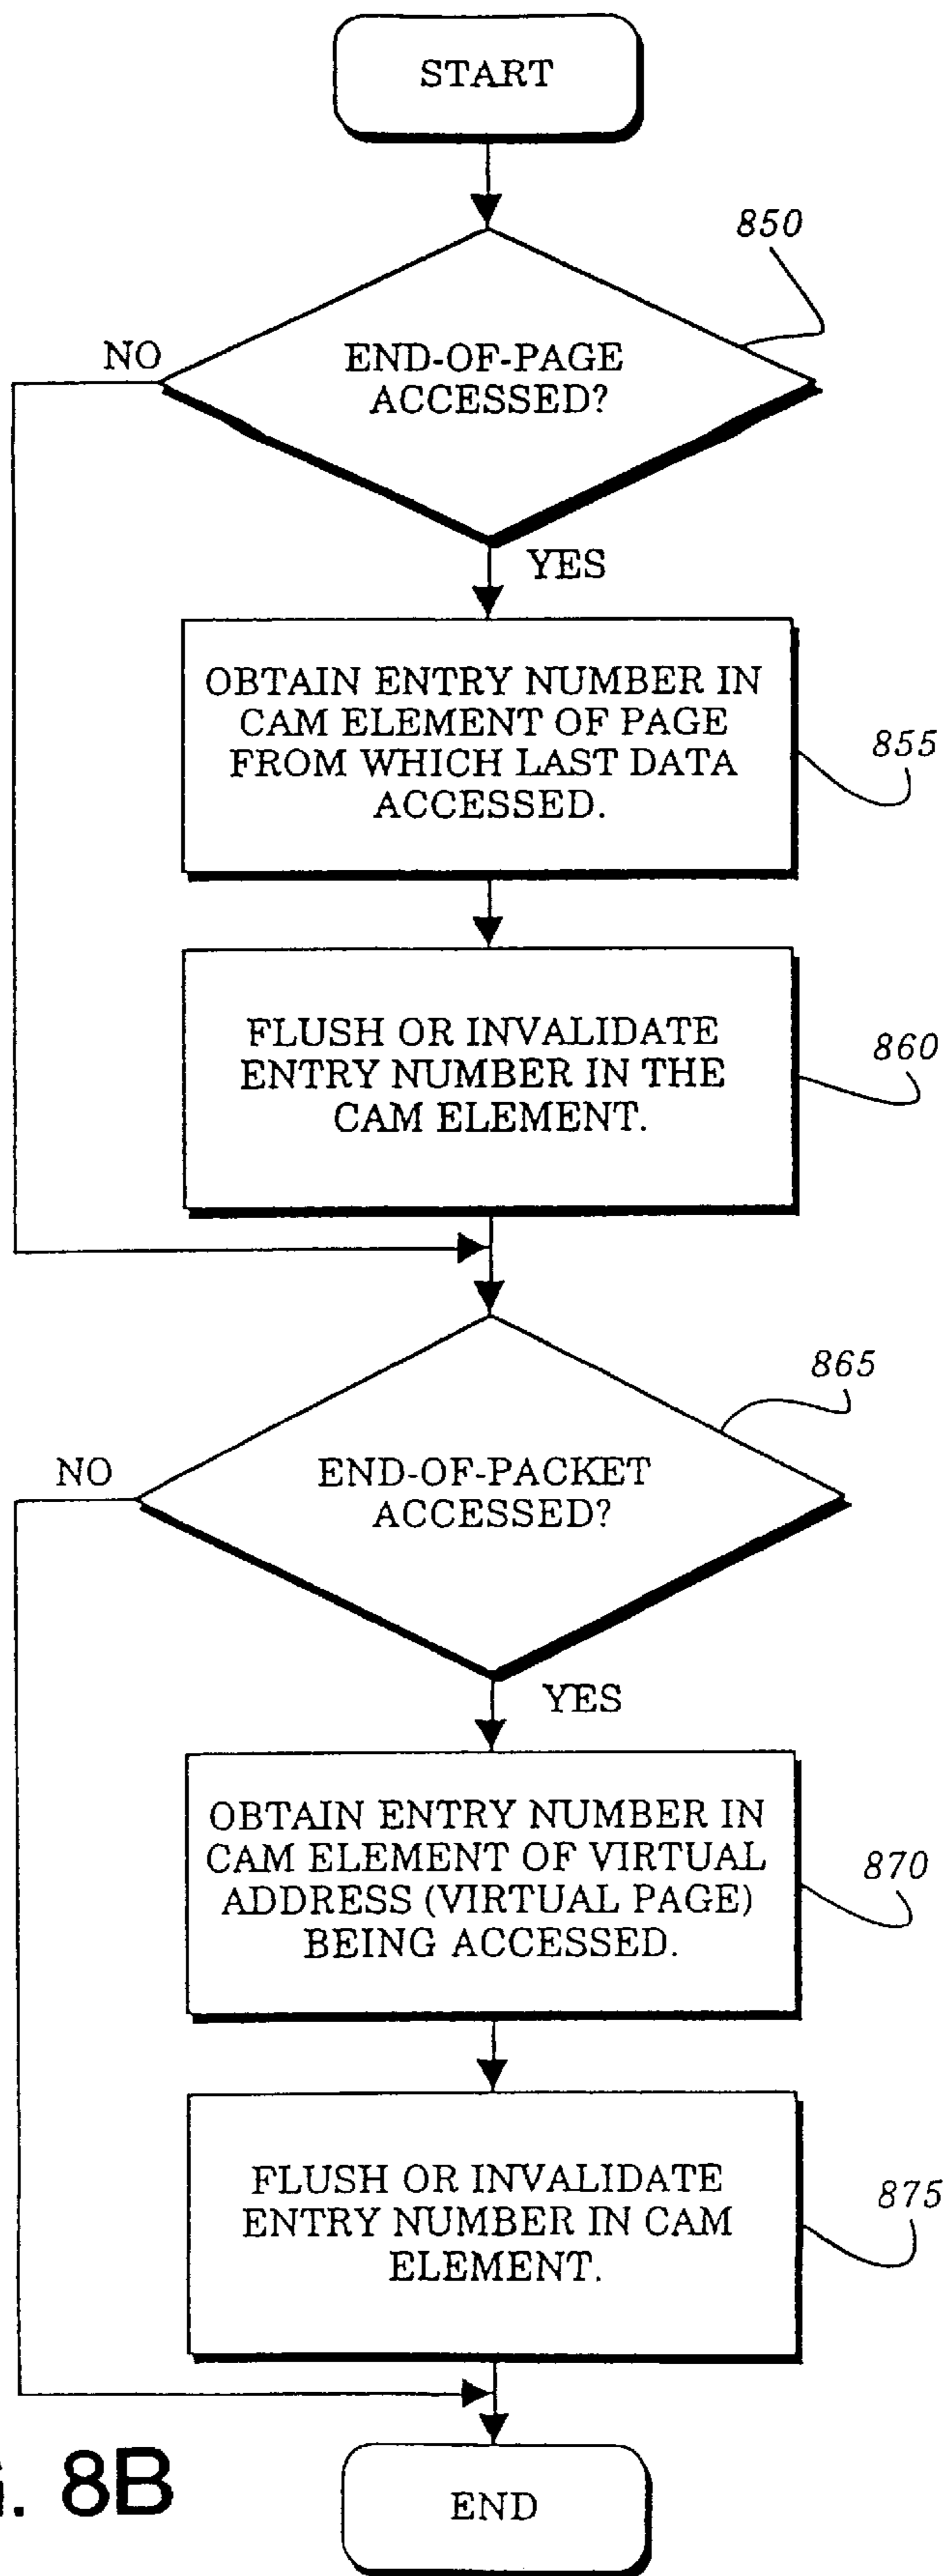 START
850
NO
END-OF-PAGE
ACCESSED?
YES
OBTAIN ENTRY NUMBER IN
CAM ELEMENT OF PAGE
FROM WHICH LAST DATA
ACCESSED.
855
FLUSH OR INVALIDATE
ENTRY NUMBER IN THE
CAM ELEMENT.
860
865
NO
END-OF-PACKET
ACCESSED?
YES
OBTAIN ENTRY NUMBER IN
CAM ELEMENT OF VIRTUAL
ADDRESS (VIRTUAL PAGE)
BEING ACCESSED.
870
FLUSH OR INVALIDATE
ENTRY NUMBER IN CAM
ELEMENT.
875
END
8B